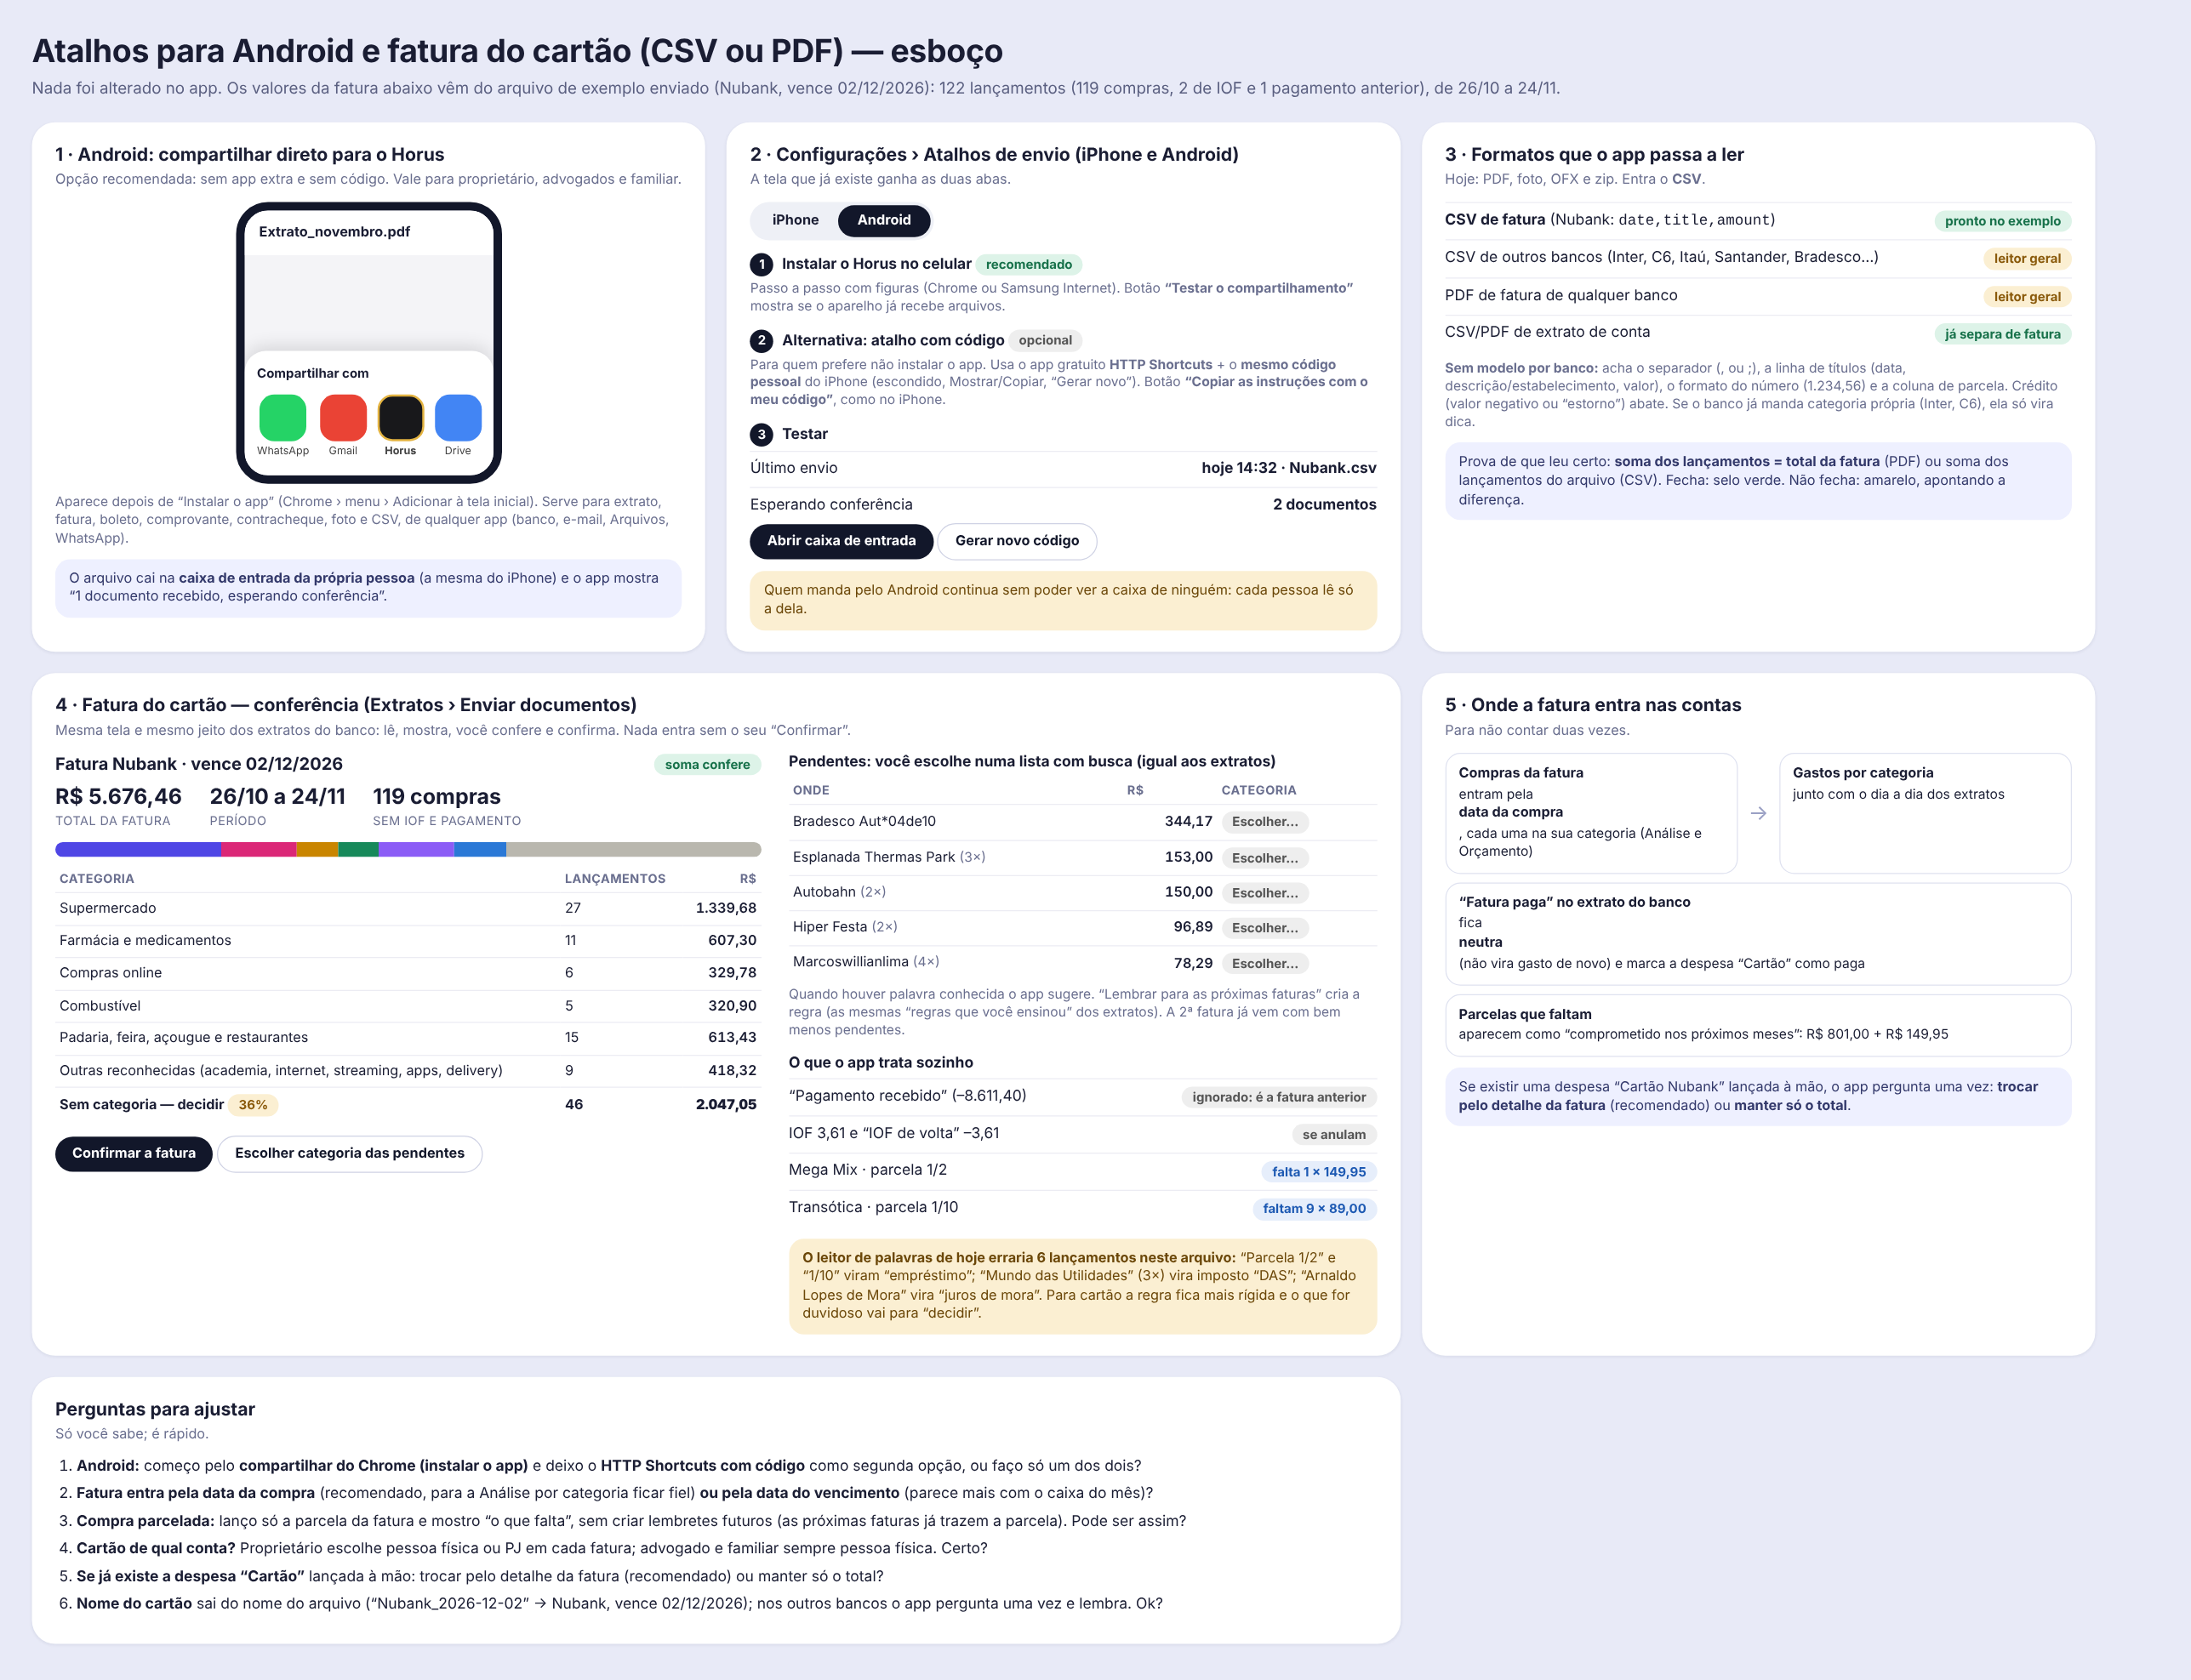 Atalhos para Android e fatura do cartão (CSV ou PDF) — esboço
Nada foi alterado no app. Os valores da fatura abaixo vêm do arquivo de exemplo enviado (Nubank, vence 02/12/2026): 122 lançamentos (119 compras, 2 de IOF e 1 pagamento anterior), de 26/10 a 24/11.
1 · Android: compartilhar direto para o Horus
Opção recomendada: sem app extra e sem código. Vale para proprietário, advogados e familiar.
Extrato_novembro.pdf
Compartilhar com
WhatsApp Gmail Horus Drive
Aparece depois de “Instalar o app” (Chrome › menu › Adicionar à tela inicial). Serve para extrato,
fatura, boleto, comprovante, contracheque, foto e CSV, de qualquer app (banco, e-mail, Arquivos,
WhatsApp).
O arquivo cai na caixa de entrada da própria pessoa (a mesma do iPhone) e o app mostra
“1 documento recebido, esperando conferência”.
2 · Configurações › Atalhos de envio (iPhone e Android)
A tela que já existe ganha as duas abas.
iPhone Android
1 Instalar o Horus no celular recomendado
Passo a passo com figuras (Chrome ou Samsung Internet). Botão “Testar o compartilhamento”
mostra se o aparelho já recebe arquivos.
2 Alternativa: atalho com código opcional
Para quem prefere não instalar o app. Usa o app gratuito HTTP Shortcuts + o mesmo código
pessoal do iPhone (escondido, Mostrar/Copiar, “Gerar novo”). Botão “Copiar as instruções com o
meu código”, como no iPhone.
3 Testar
Último envio hoje 14:32 · Nubank.csv
Esperando conferência 2 documentos
Abrir caixa de entrada Gerar novo código
Quem manda pelo Android continua sem poder ver a caixa de ninguém: cada pessoa lê só
a dela.
3 · Formatos que o app passa a ler
Hoje: PDF, foto, OFX e zip. Entra o CSV.
CSV de fatura (Nubank: date,title,amount) pronto no exemplo
CSV de outros bancos (Inter, C6, Itaú, Santander, Bradesco…) leitor geral
PDF de fatura de qualquer banco leitor geral
CSV/PDF de extrato de conta já separa de fatura
Sem modelo por banco: acha o separador (, ou ;), a linha de títulos (data,
descrição/estabelecimento, valor), o formato do número (1.234,56) e a coluna de parcela. Crédito
(valor negativo ou “estorno”) abate. Se o banco já manda categoria própria (Inter, C6), ela só vira
dica.
Prova de que leu certo: soma dos lançamentos = total da fatura (PDF) ou soma dos
lançamentos do arquivo (CSV). Fecha: selo verde. Não fecha: amarelo, apontando a
diferença.
4 · Fatura do cartão — conferência (Extratos › Enviar documentos)
Mesma tela e mesmo jeito dos extratos do banco: lê, mostra, você confere e confirma. Nada entra sem o seu “Confirmar”.
Fatura Nubank · vence 02/12/2026 soma confere
R$ 5.676,46 26/10 a 24/11 119 compras
TOTAL DA FATURA PERÍODO SEM IOF E PAGAMENTO
CATEGORIA LANÇAMENTOS R$
Supermercado 27 1.339,68
Farmácia e medicamentos 11 607,30
Compras online 6 329,78
Combustível 5 320,90
Padaria, feira, açougue e restaurantes 15 613,43
Outras reconhecidas (academia, internet, streaming, apps, delivery) 9 418,32
Sem categoria — decidir 36% 46 2.047,05
Confirmar a fatura Escolher categoria das pendentes
Pendentes: você escolhe numa lista com busca (igual aos extratos)
ONDE R$ CATEGORIA
Bradesco Aut*04de10 344,17 Escolher…
Esplanada Thermas Park (3×) 153,00 Escolher…
Autobahn (2×) 150,00 Escolher…
Hiper Festa (2×) 96,89 Escolher…
Marcoswillianlima (4×) 78,29 Escolher…
Quando houver palavra conhecida o app sugere. “Lembrar para as próximas faturas” cria a
regra (as mesmas “regras que você ensinou” dos extratos). A 2ª fatura já vem com bem
menos pendentes.
O que o app trata sozinho
“Pagamento recebido” (−8.611,40) ignorado: é a fatura anterior
IOF 3,61 e “IOF de volta” −3,61 se anulam
Mega Mix · parcela 1/2 falta 1 × 149,95
Transótica · parcela 1/10 faltam 9 × 89,00
O leitor de palavras de hoje erraria 6 lançamentos neste arquivo: “Parcela 1/2” e
“1/10” viram “empréstimo”; “Mundo das Utilidades” (3×) vira imposto “DAS”; “Arnaldo
Lopes de Mora” vira “juros de mora”. Para cartão a regra fica mais rígida e o que for
duvidoso vai para “decidir”.
5 · Onde a fatura entra nas contas
Para não contar duas vezes.
Compras da fatura
entram pela
data da compra
, cada uma na sua categoria (Análise e
Orçamento)
→
Gastos por categoria
junto com o dia a dia dos extratos
“Fatura paga” no extrato do banco
fica
neutra
(não vira gasto de novo) e marca a despesa “Cartão” como paga
Parcelas que faltam
aparecem como “comprometido nos próximos meses”: R$ 801,00 + R$ 149,95
Se existir uma despesa “Cartão Nubank” lançada à mão, o app pergunta uma vez: trocar
pelo detalhe da fatura (recomendado) ou manter só o total.
Perguntas para ajustar
Só você sabe; é rápido.
1. Android: começo pelo compartilhar do Chrome (instalar o app) e deixo o HTTP Shortcuts com código como segunda opção, ou faço só um dos dois?
2. Fatura entra pela data da compra (recomendado, para a Análise por categoria ficar fiel) ou pela data do vencimento (parece mais com o caixa do mês)?
3. Compra parcelada: lanço só a parcela da fatura e mostro “o que falta”, sem criar lembretes futuros (as próximas faturas já trazem a parcela). Pode ser assim?
4. Cartão de qual conta? Proprietário escolhe pessoa física ou PJ em cada fatura; advogado e familiar sempre pessoa física. Certo?
5. Se já existe a despesa “Cartão” lançada à mão: trocar pelo detalhe da fatura (recomendado) ou manter só o total?
6. Nome do cartão sai do nome do arquivo (“Nubank_2026-12-02” → Nubank, vence 02/12/2026); nos outros bancos o app pergunta uma vez e lembra. Ok?